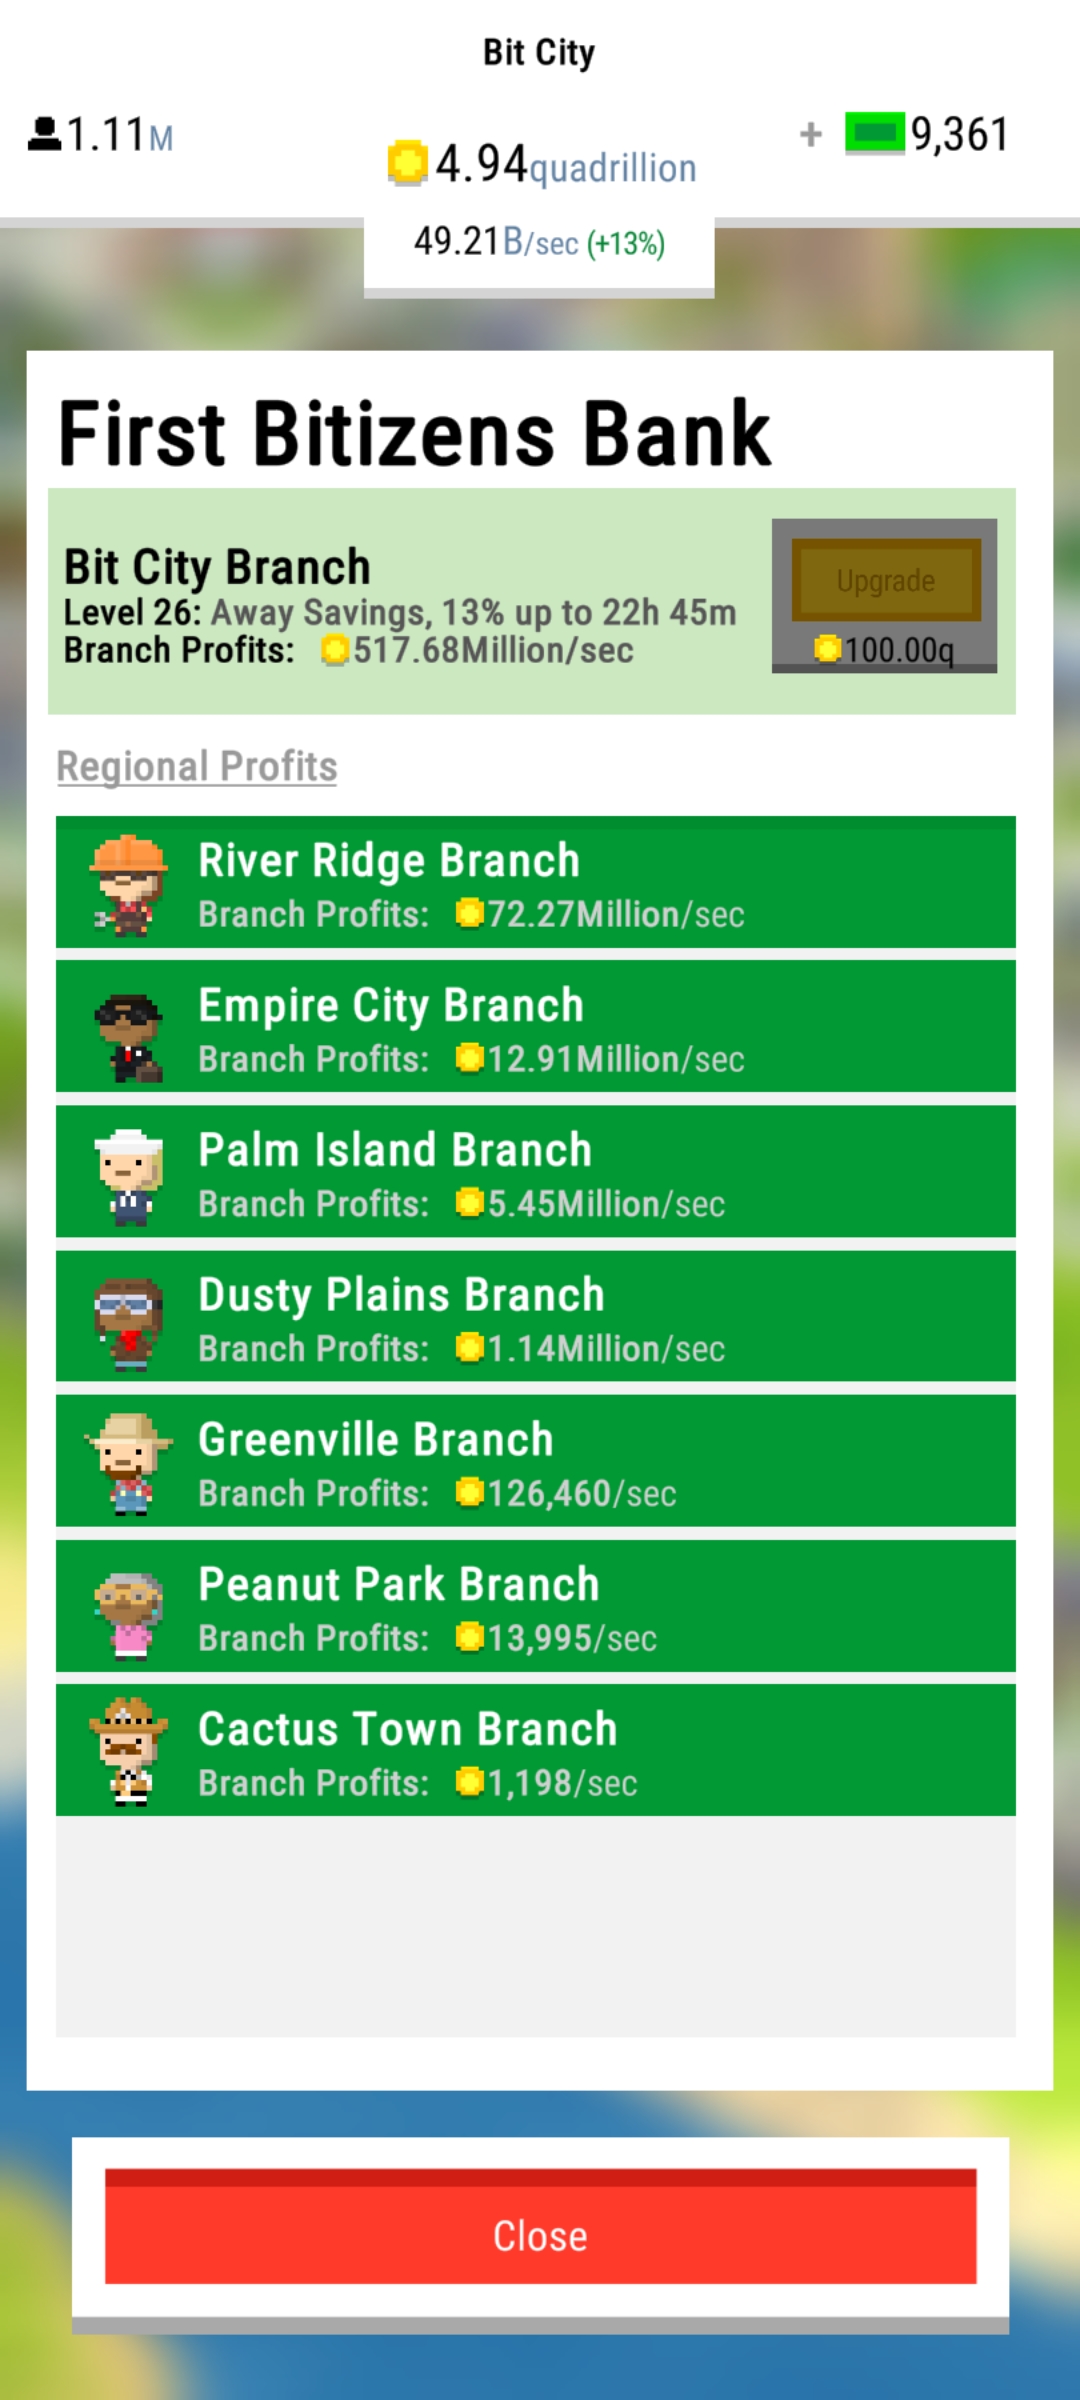 Bit City
1.11M
+ 9,361
4.94quadrillion
49.21B/sec (+13%)
First Bitizens Bank
Bit City Branch
Level 26: Away Savings, 13% up to 22h 45m
Branch Profits: 517.68Million/sec
Upgrade
100.00q
Regional Profits
River Ridge Branch
Branch Profits: 72.27Million/sec
Empire City Branch
Branch Profits: 12.91Million/sec
Palm Island Branch
Branch Profits: 5.45Million/sec
Dusty Plains Branch
Branch Profits: 1.14Million/sec
Greenville Branch
Branch Profits: 126,460/sec
Peanut Park Branch
Branch Profits: 13,995/sec
Cactus Town Branch
Branch Profits: 1,198/sec
Close